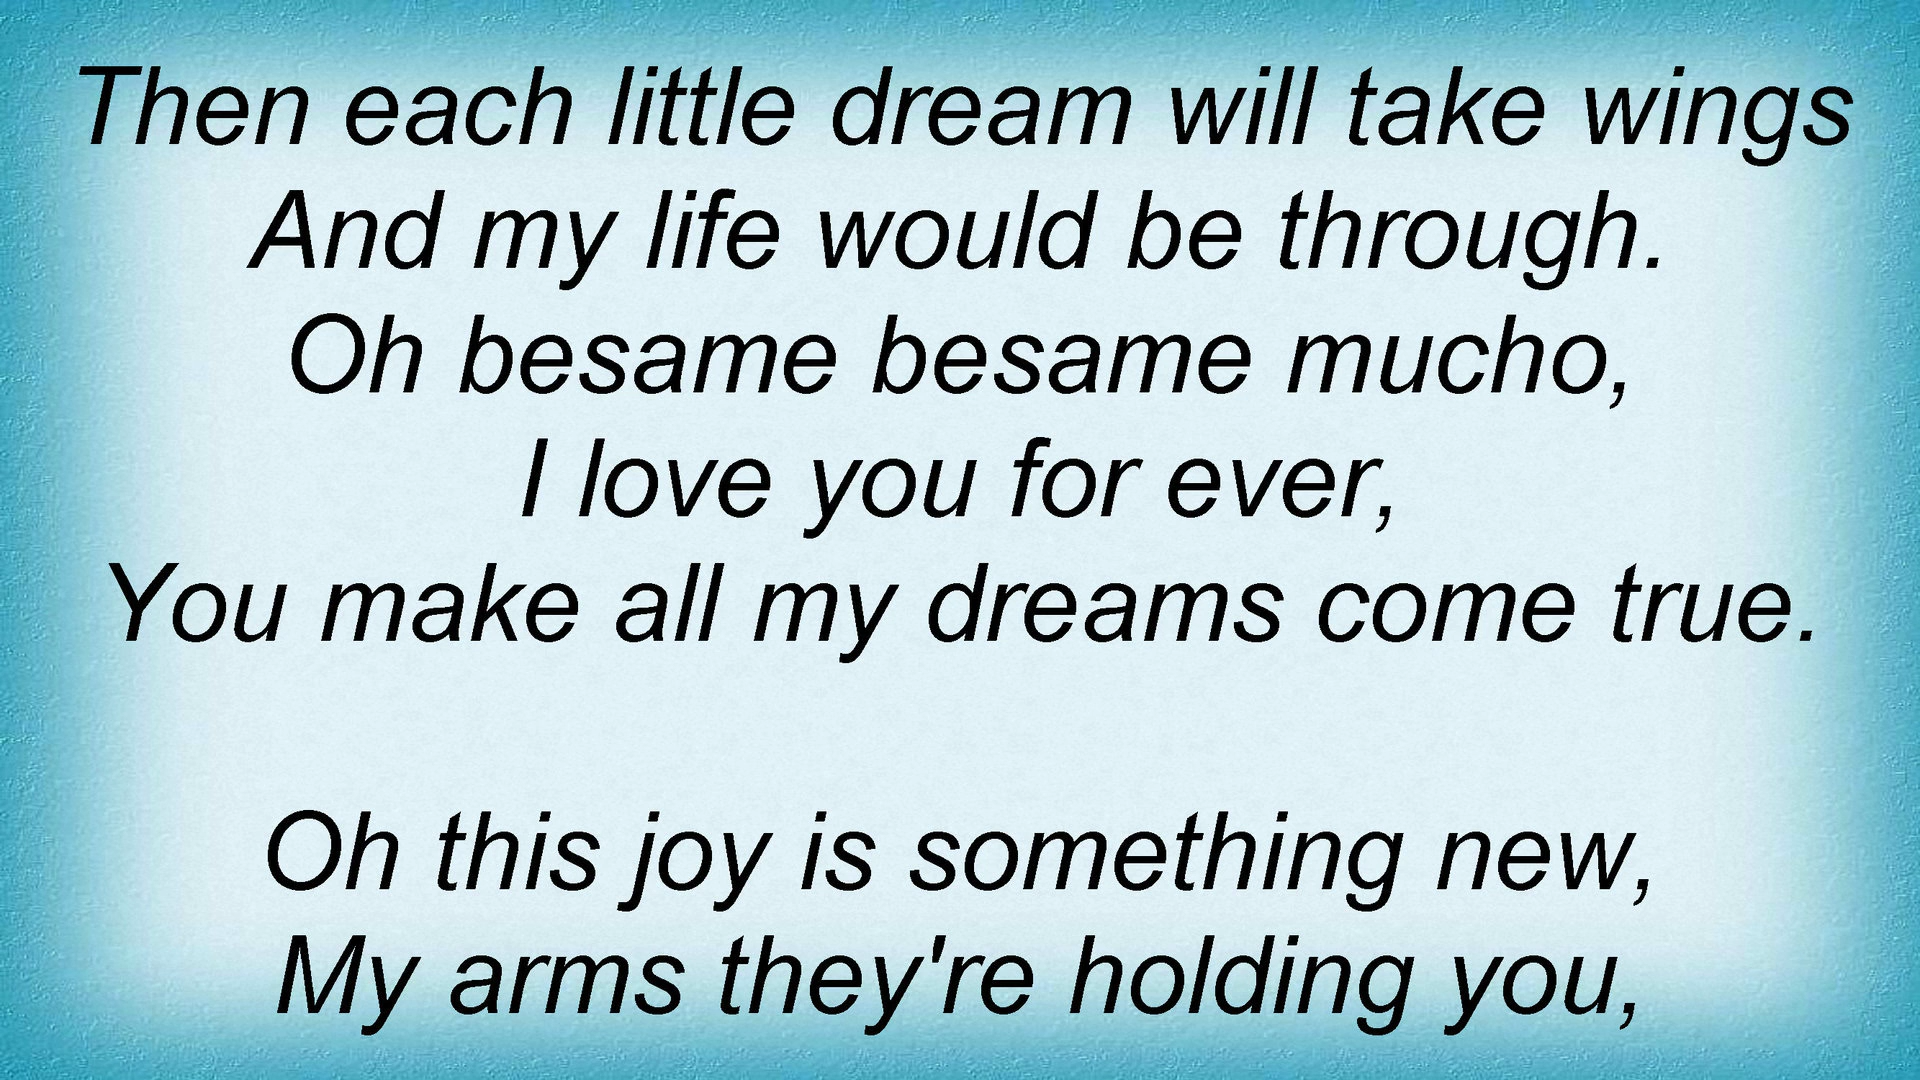 Then each little dream will take wings
And my life would be through.
Oh besame besame mucho,
I love you for ever,
You make all my dreams come true.
Oh this joy is something new,
My arms they're holding you,